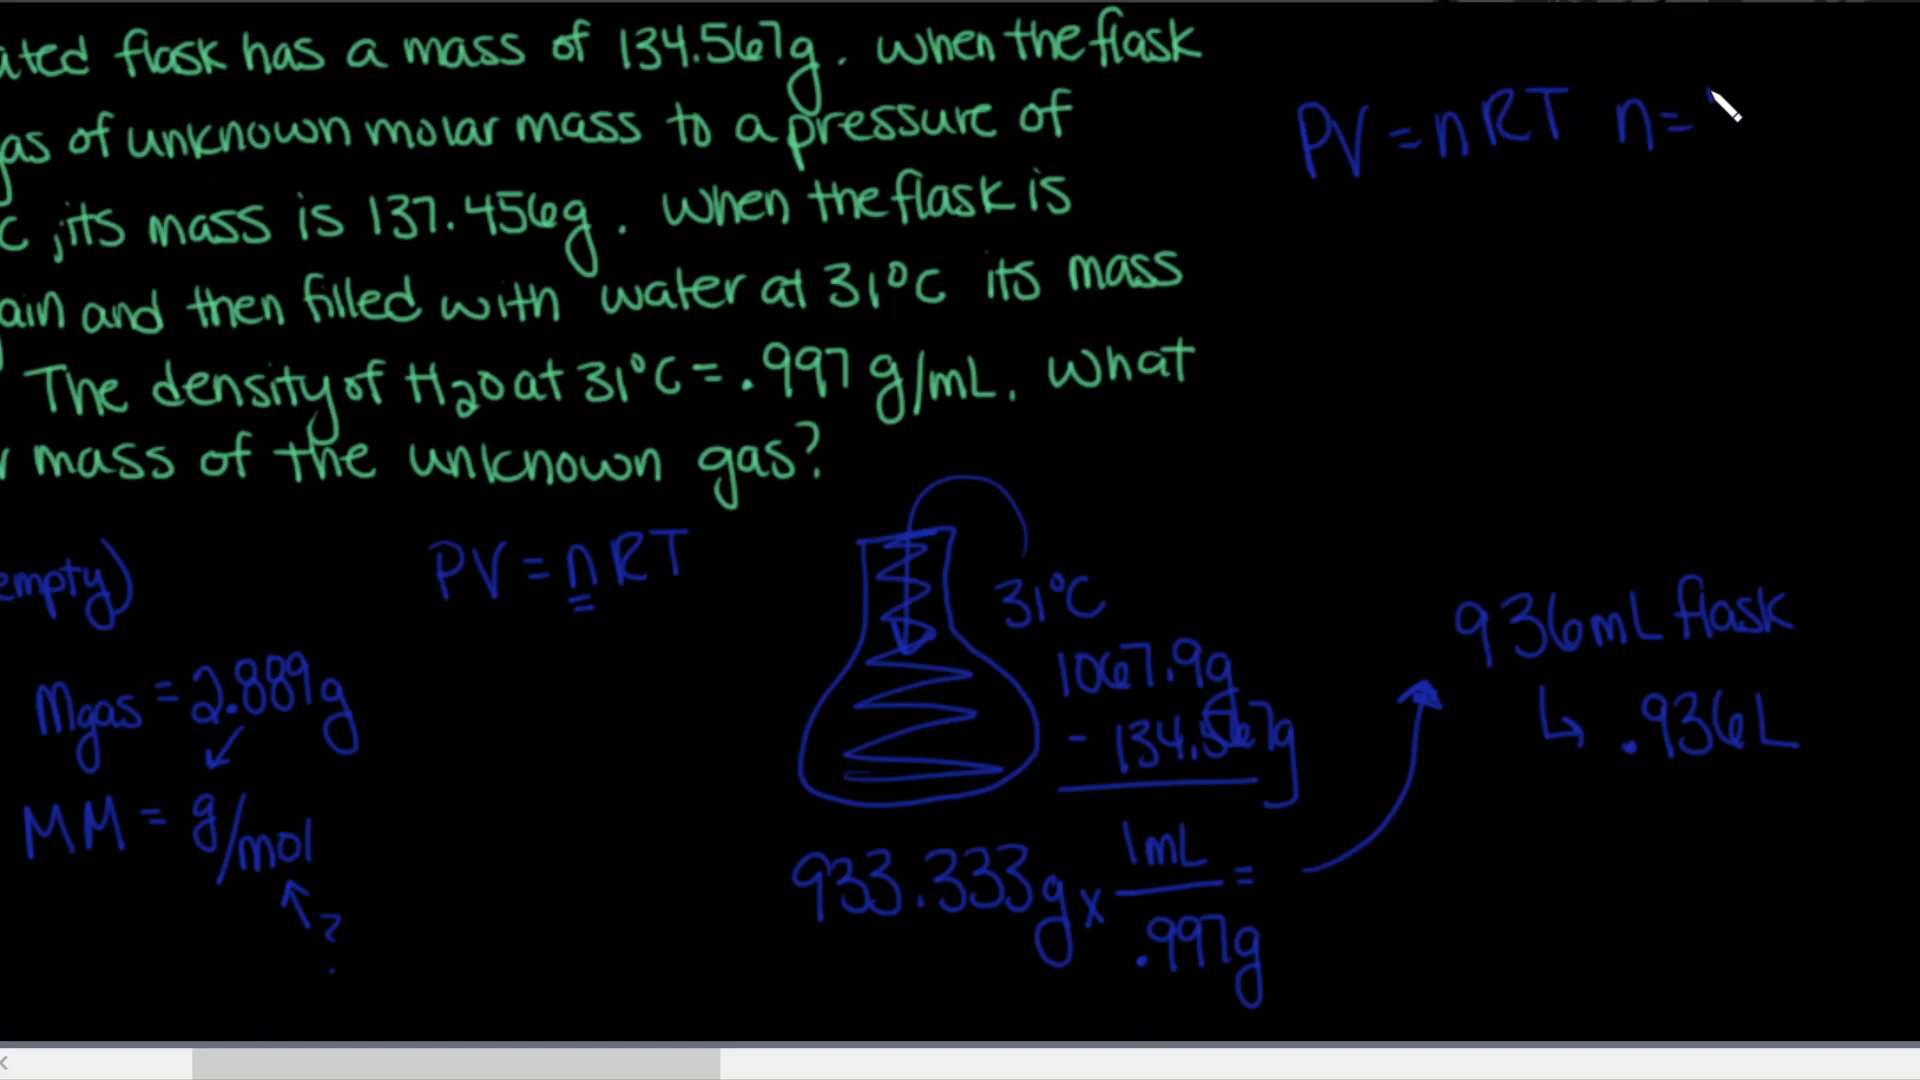 ated flask has a mass of 134.567g. When the flask
as of unknown molar mass to a pressure of
C, its mass is 137.456g. When the flask is
ain and then filled with water at 31°C its mass
The density of H2O at 31°C = .997 g/mL. What
r mass of the unknown gas?
PV = nRT n =
empty)
PV = nRT
31°C
936mL flask
↳ .936L
Mgas = 2.889g
1067.9g
- 134.567g
MM = g/mol
?
933.333g x 1mL/.997g =